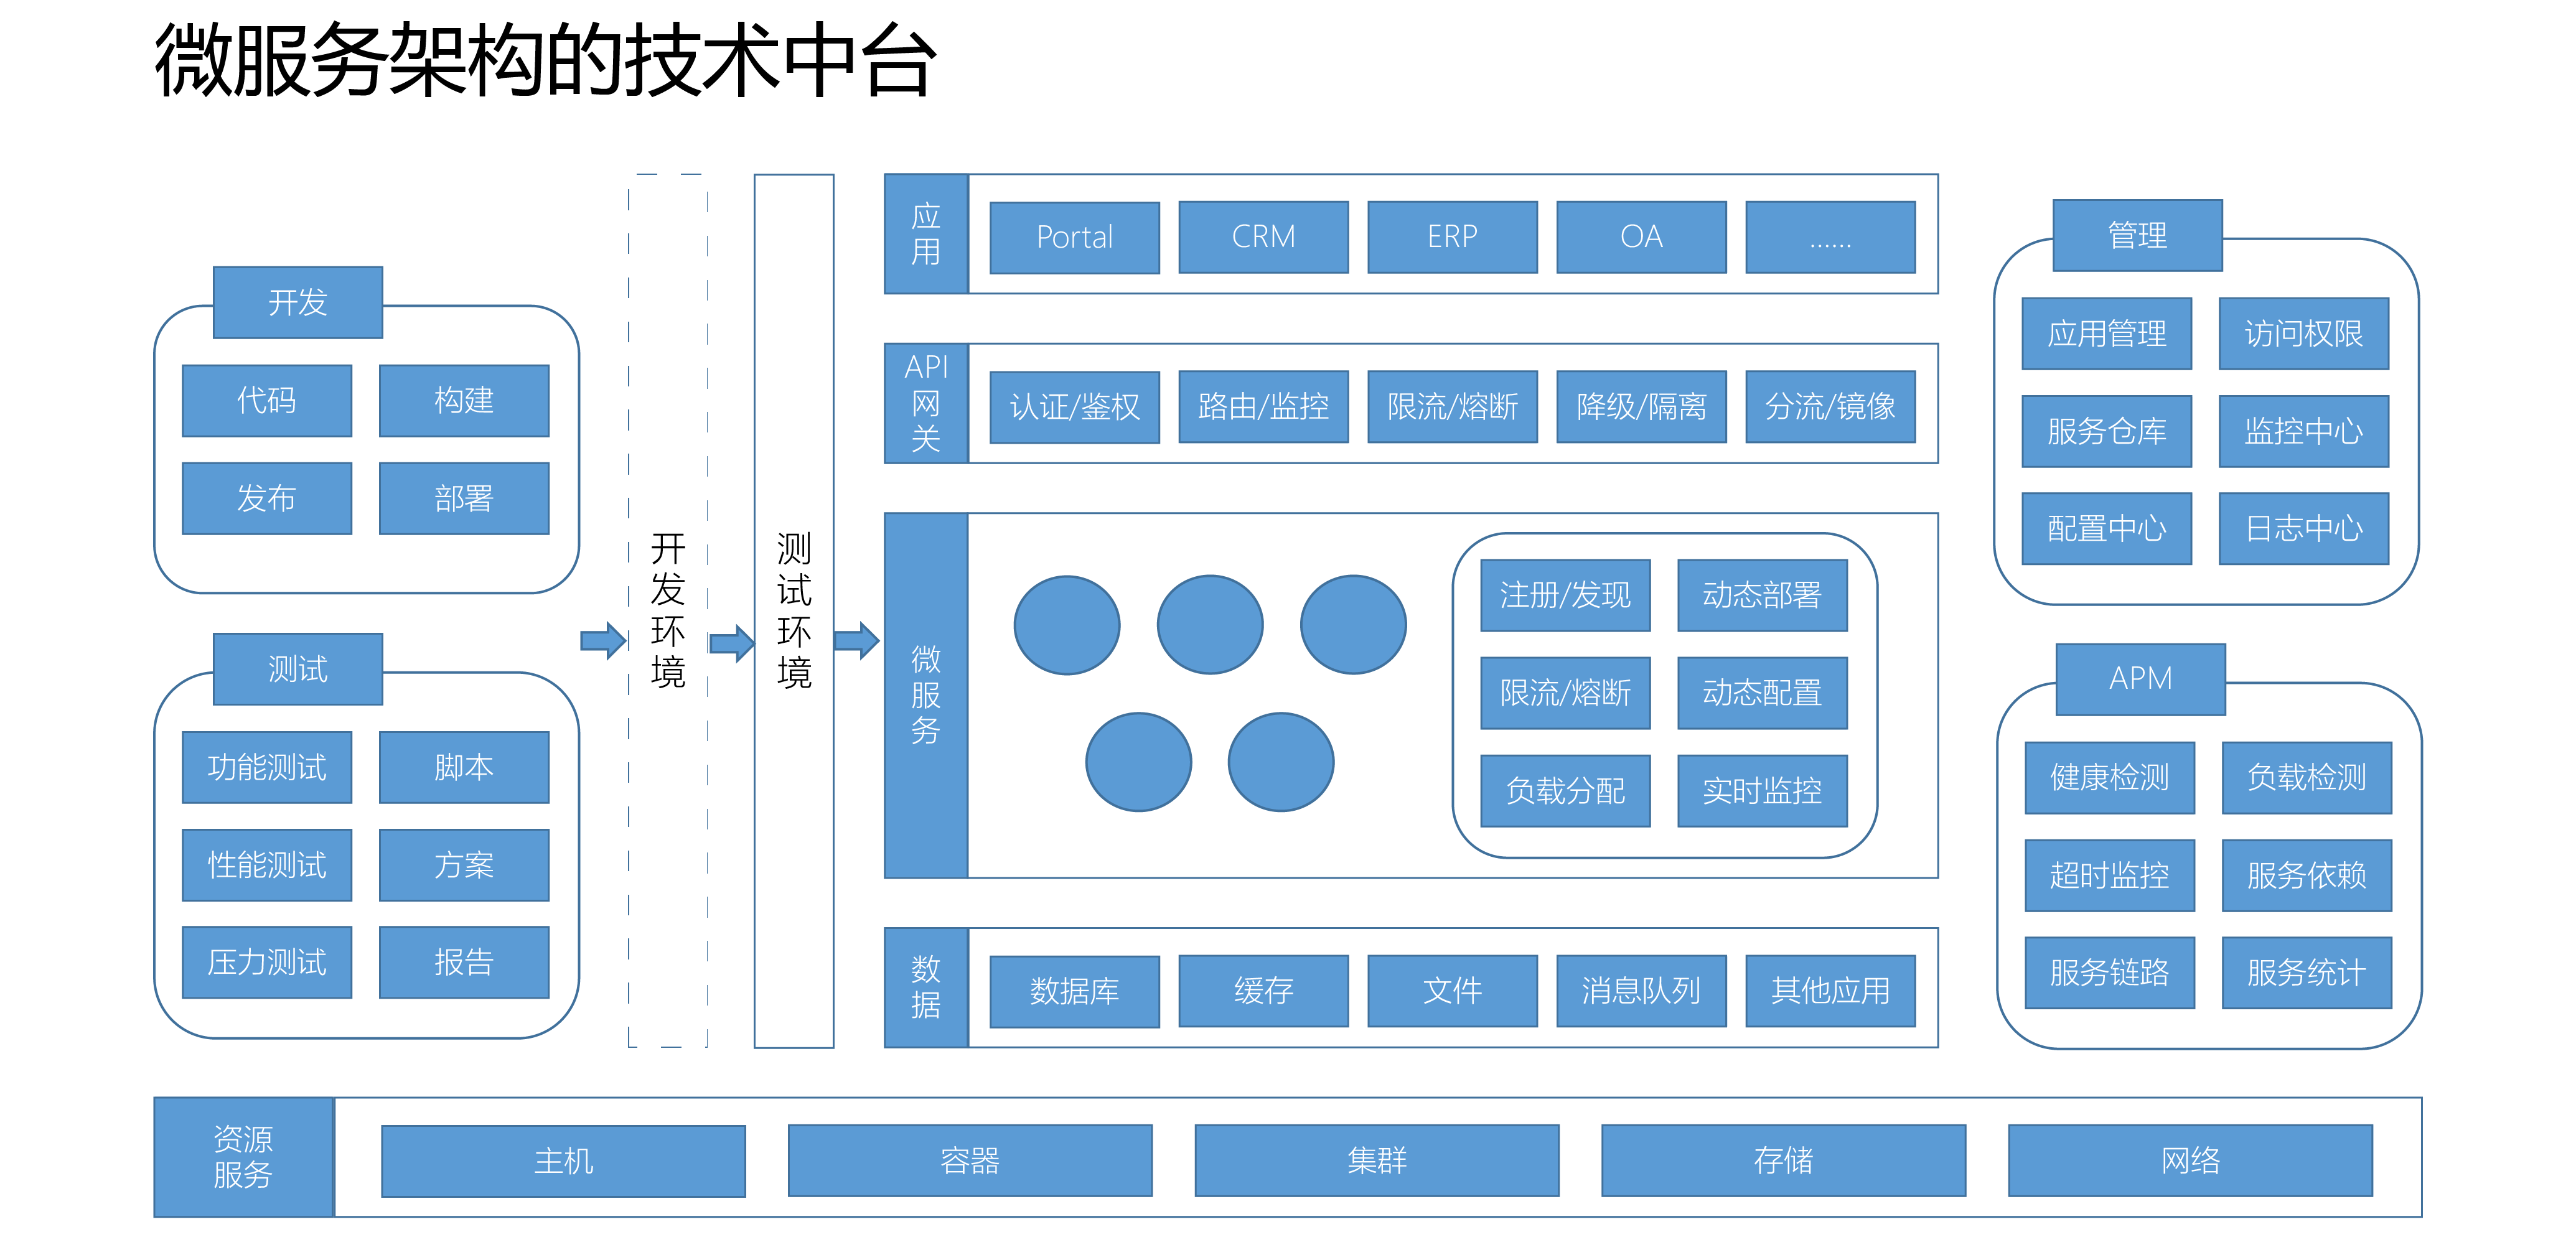 微服务架构的技术中台
开发
代码
构建
发布
部署
测试
功能测试
脚本
性能测试
方案
压力测试
报告
开
发
环
境
测
试
环
境
应
用
Portal
CRM
ERP
OA
......
API
网
关
认证/鉴权
路由/监控
限流/熔断
降级/隔离
分流/镜像
微
服
务
注册/发现
动态部署
限流/熔断
动态配置
负载分配
实时监控
数
据
数据库
缓存
文件
消息队列
其他应用
管理
应用管理
访问权限
服务仓库
监控中心
配置中心
日志中心
APM
健康检测
负载检测
超时监控
服务依赖
服务链路
服务统计
资源
服务
主机
容器
集群
存储
网络